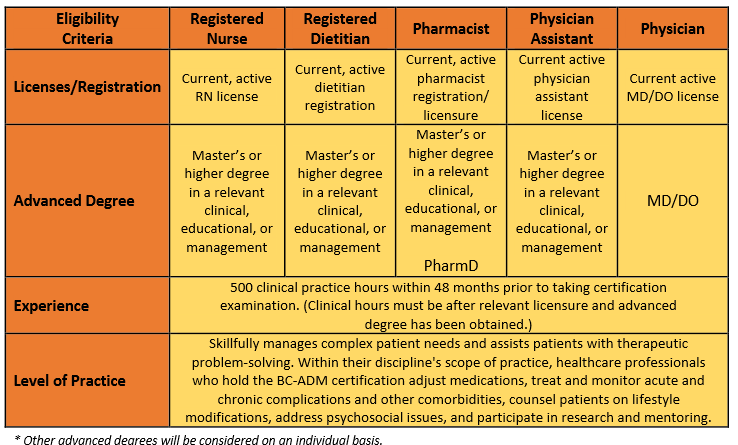 Eligibility
Criteria
Registered
Nurse
Registered
Dietitian
Pharmacist
Physician
Assistant
Physician
Licenses/Registration
Current, active
RN license
Current, active
dietitian
registration
Current, active
pharmacist
registration/
licensure
Current active
physician
assistant
license
Current active
MD/DO license
Advanced Degree
Master's or
higher degree
in a relevant
clinical,
educational, or
management
Master's or
higher degree
in a relevant
clinical,
educational, or
management
Master's or
higher degree
in a relevant
clinical,
educational, or
management
PharmD
Master's or
higher degree
in a relevant
clinical,
educational, or
management
MD/DO
Experience
500 clinical practice hours within 48 months prior to taking certification
examination. (Clinical hours must be after relevant licensure and advanced
degree has been obtained.)
Level of Practice
Skillfully manages complex patient needs and assists patients with therapeutic
problem-solving. Within their discipline's scope of practice, healthcare professionals
who hold the BC-ADM certification adjust medications, treat and monitor acute and
chronic complications and other comorbidities, counsel patients on lifestyle
modifications, address psychosocial issues, and participate in research and mentoring.
* Other advanced degrees will be considered on an individual basis.